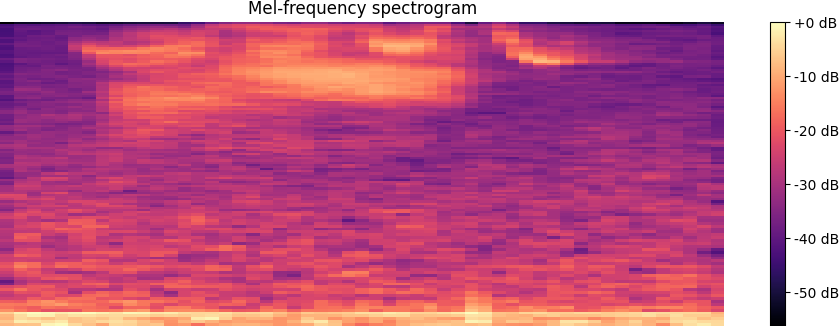 Mel-frequency spectrogram
+0 dB
-10 dB
-20 dB
-30 dB
-40 dB
-50 dB